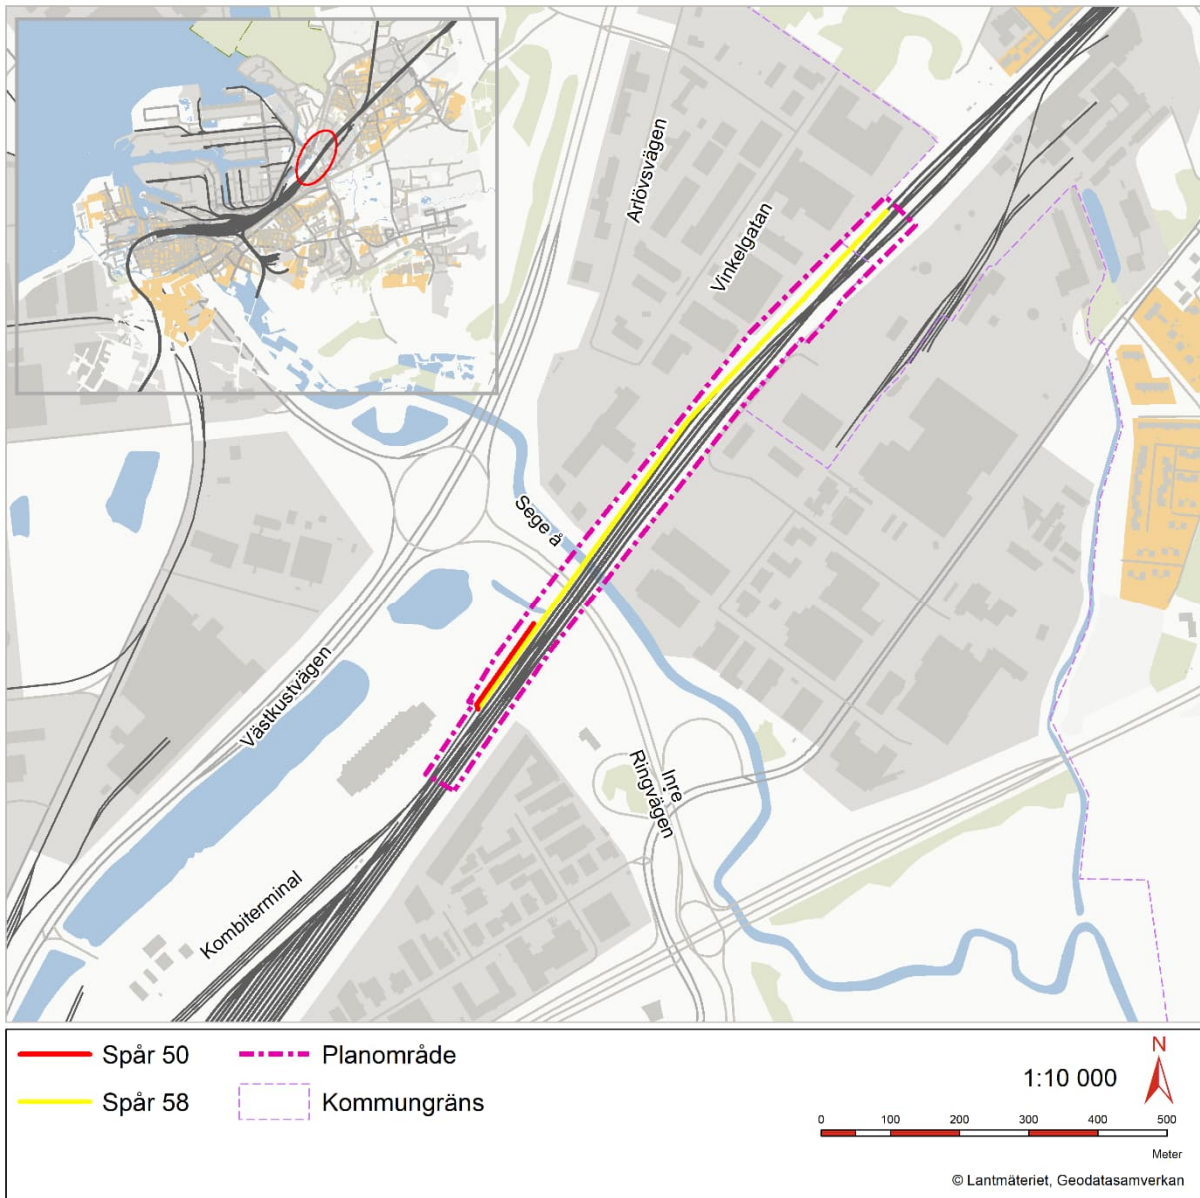 Arlövsvägen
Vinkelgatan
Sege å
Västkustvägen
Inre
Ringvägen
Kombiterminal
Spår 50
Planområde
Spår 58
Kommungräns
N
1:10 000
0 100 200 300 400 500
Meter
© Lantmäteriet, Geodatasamverkan